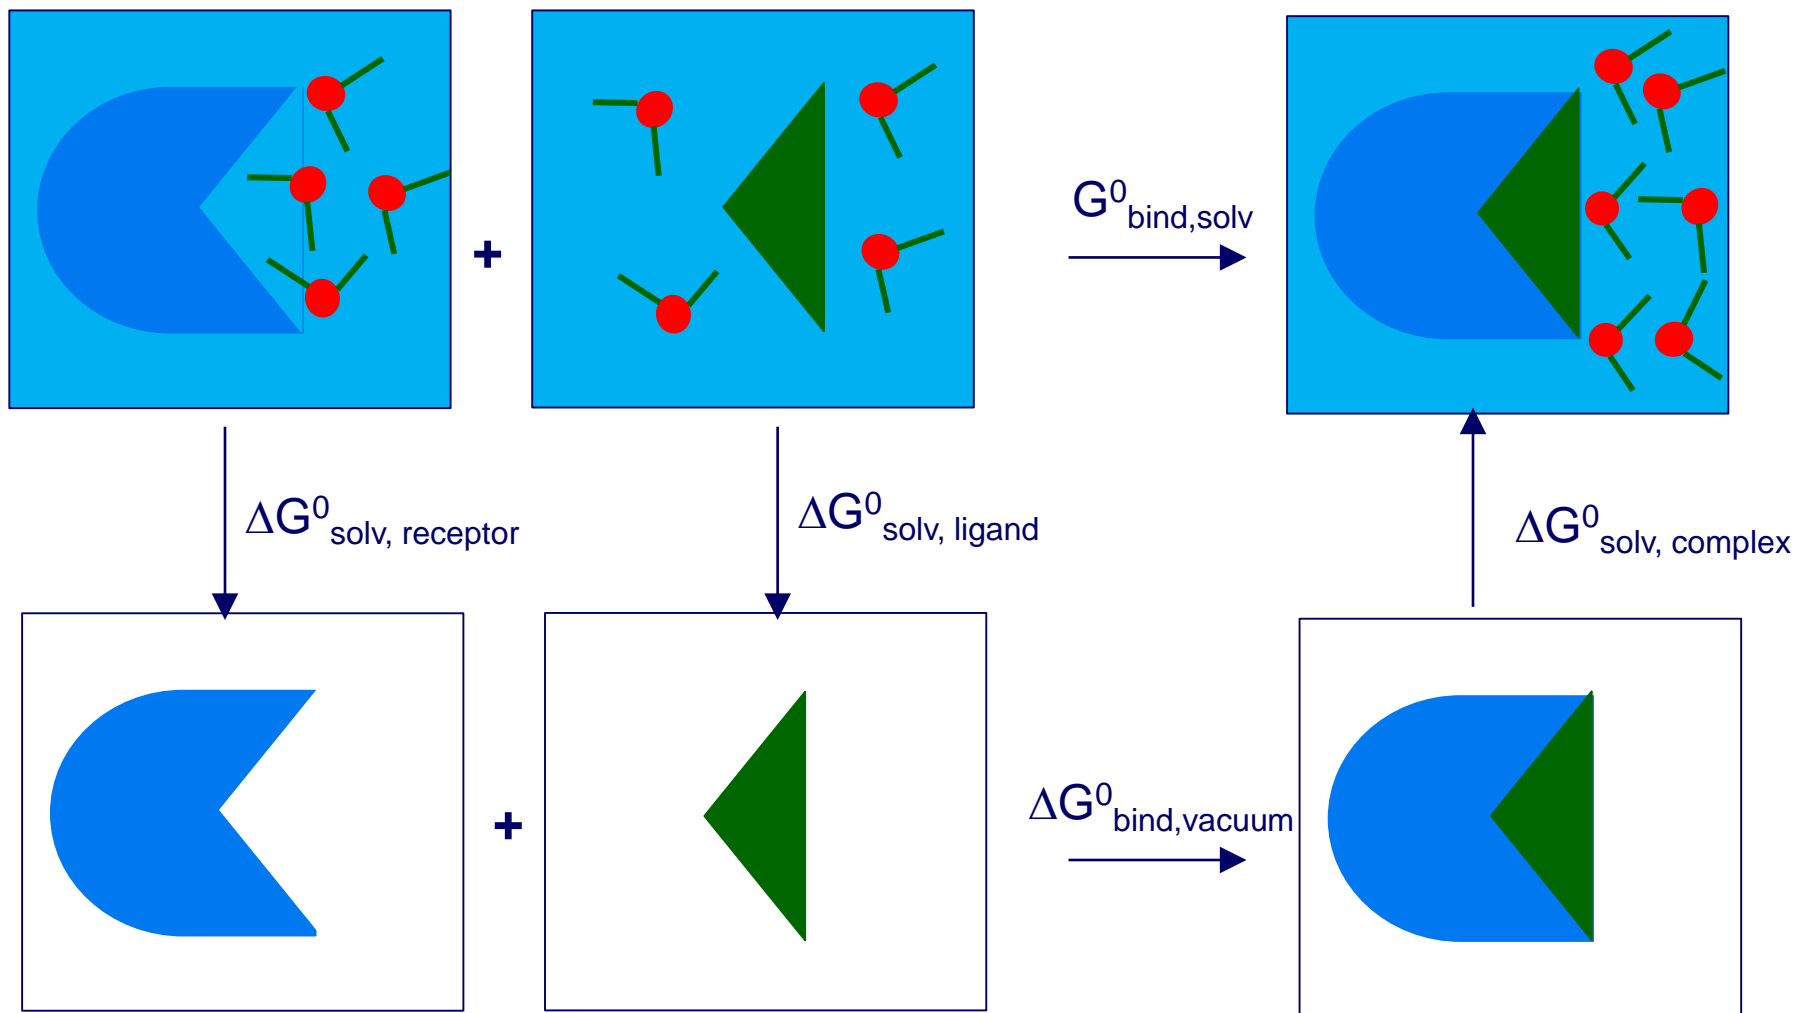 +
G⁰bind,solv
ΔG⁰solv, receptor
ΔG⁰solv, ligand
ΔG⁰solv, complex
+
ΔG⁰bind,vacuum